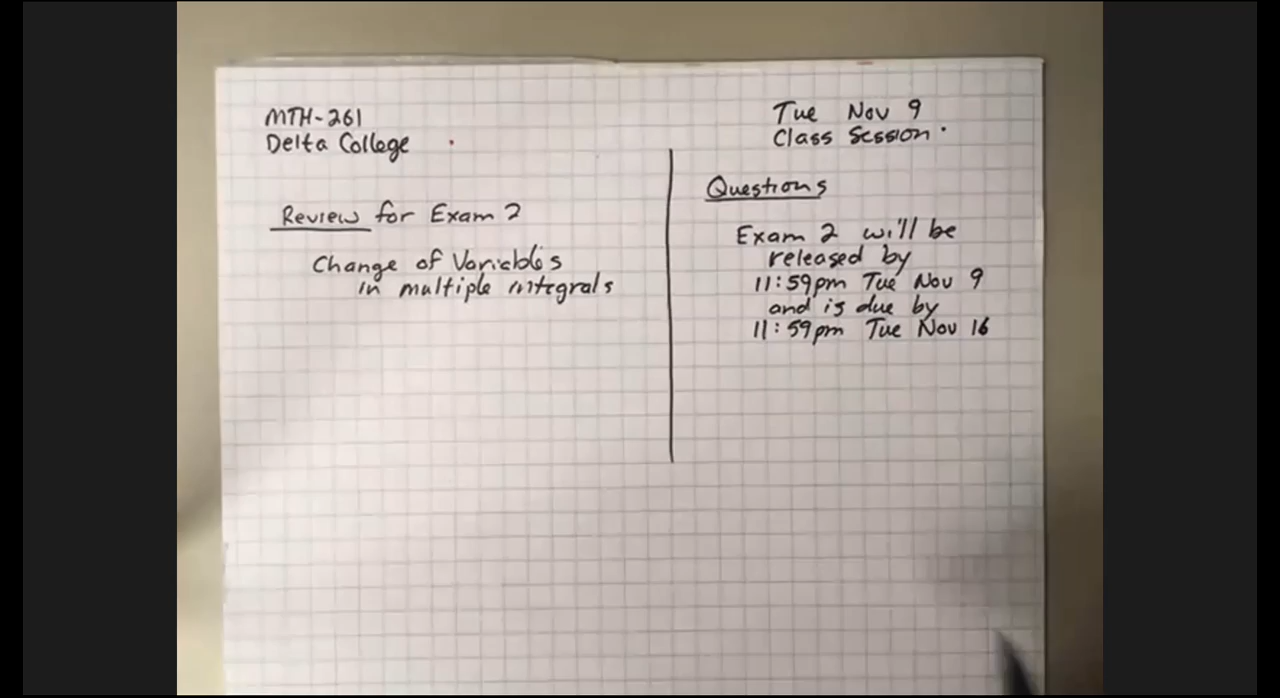 MTH-261
Delta College
Tue Nov 9
Class Session
Review for Exam 2
Change of Variables
in multiple integrals
Questions
Exam 2 will be
released by
11:59pm Tue Nov 9
and is due by
11:59pm Tue Nov 16